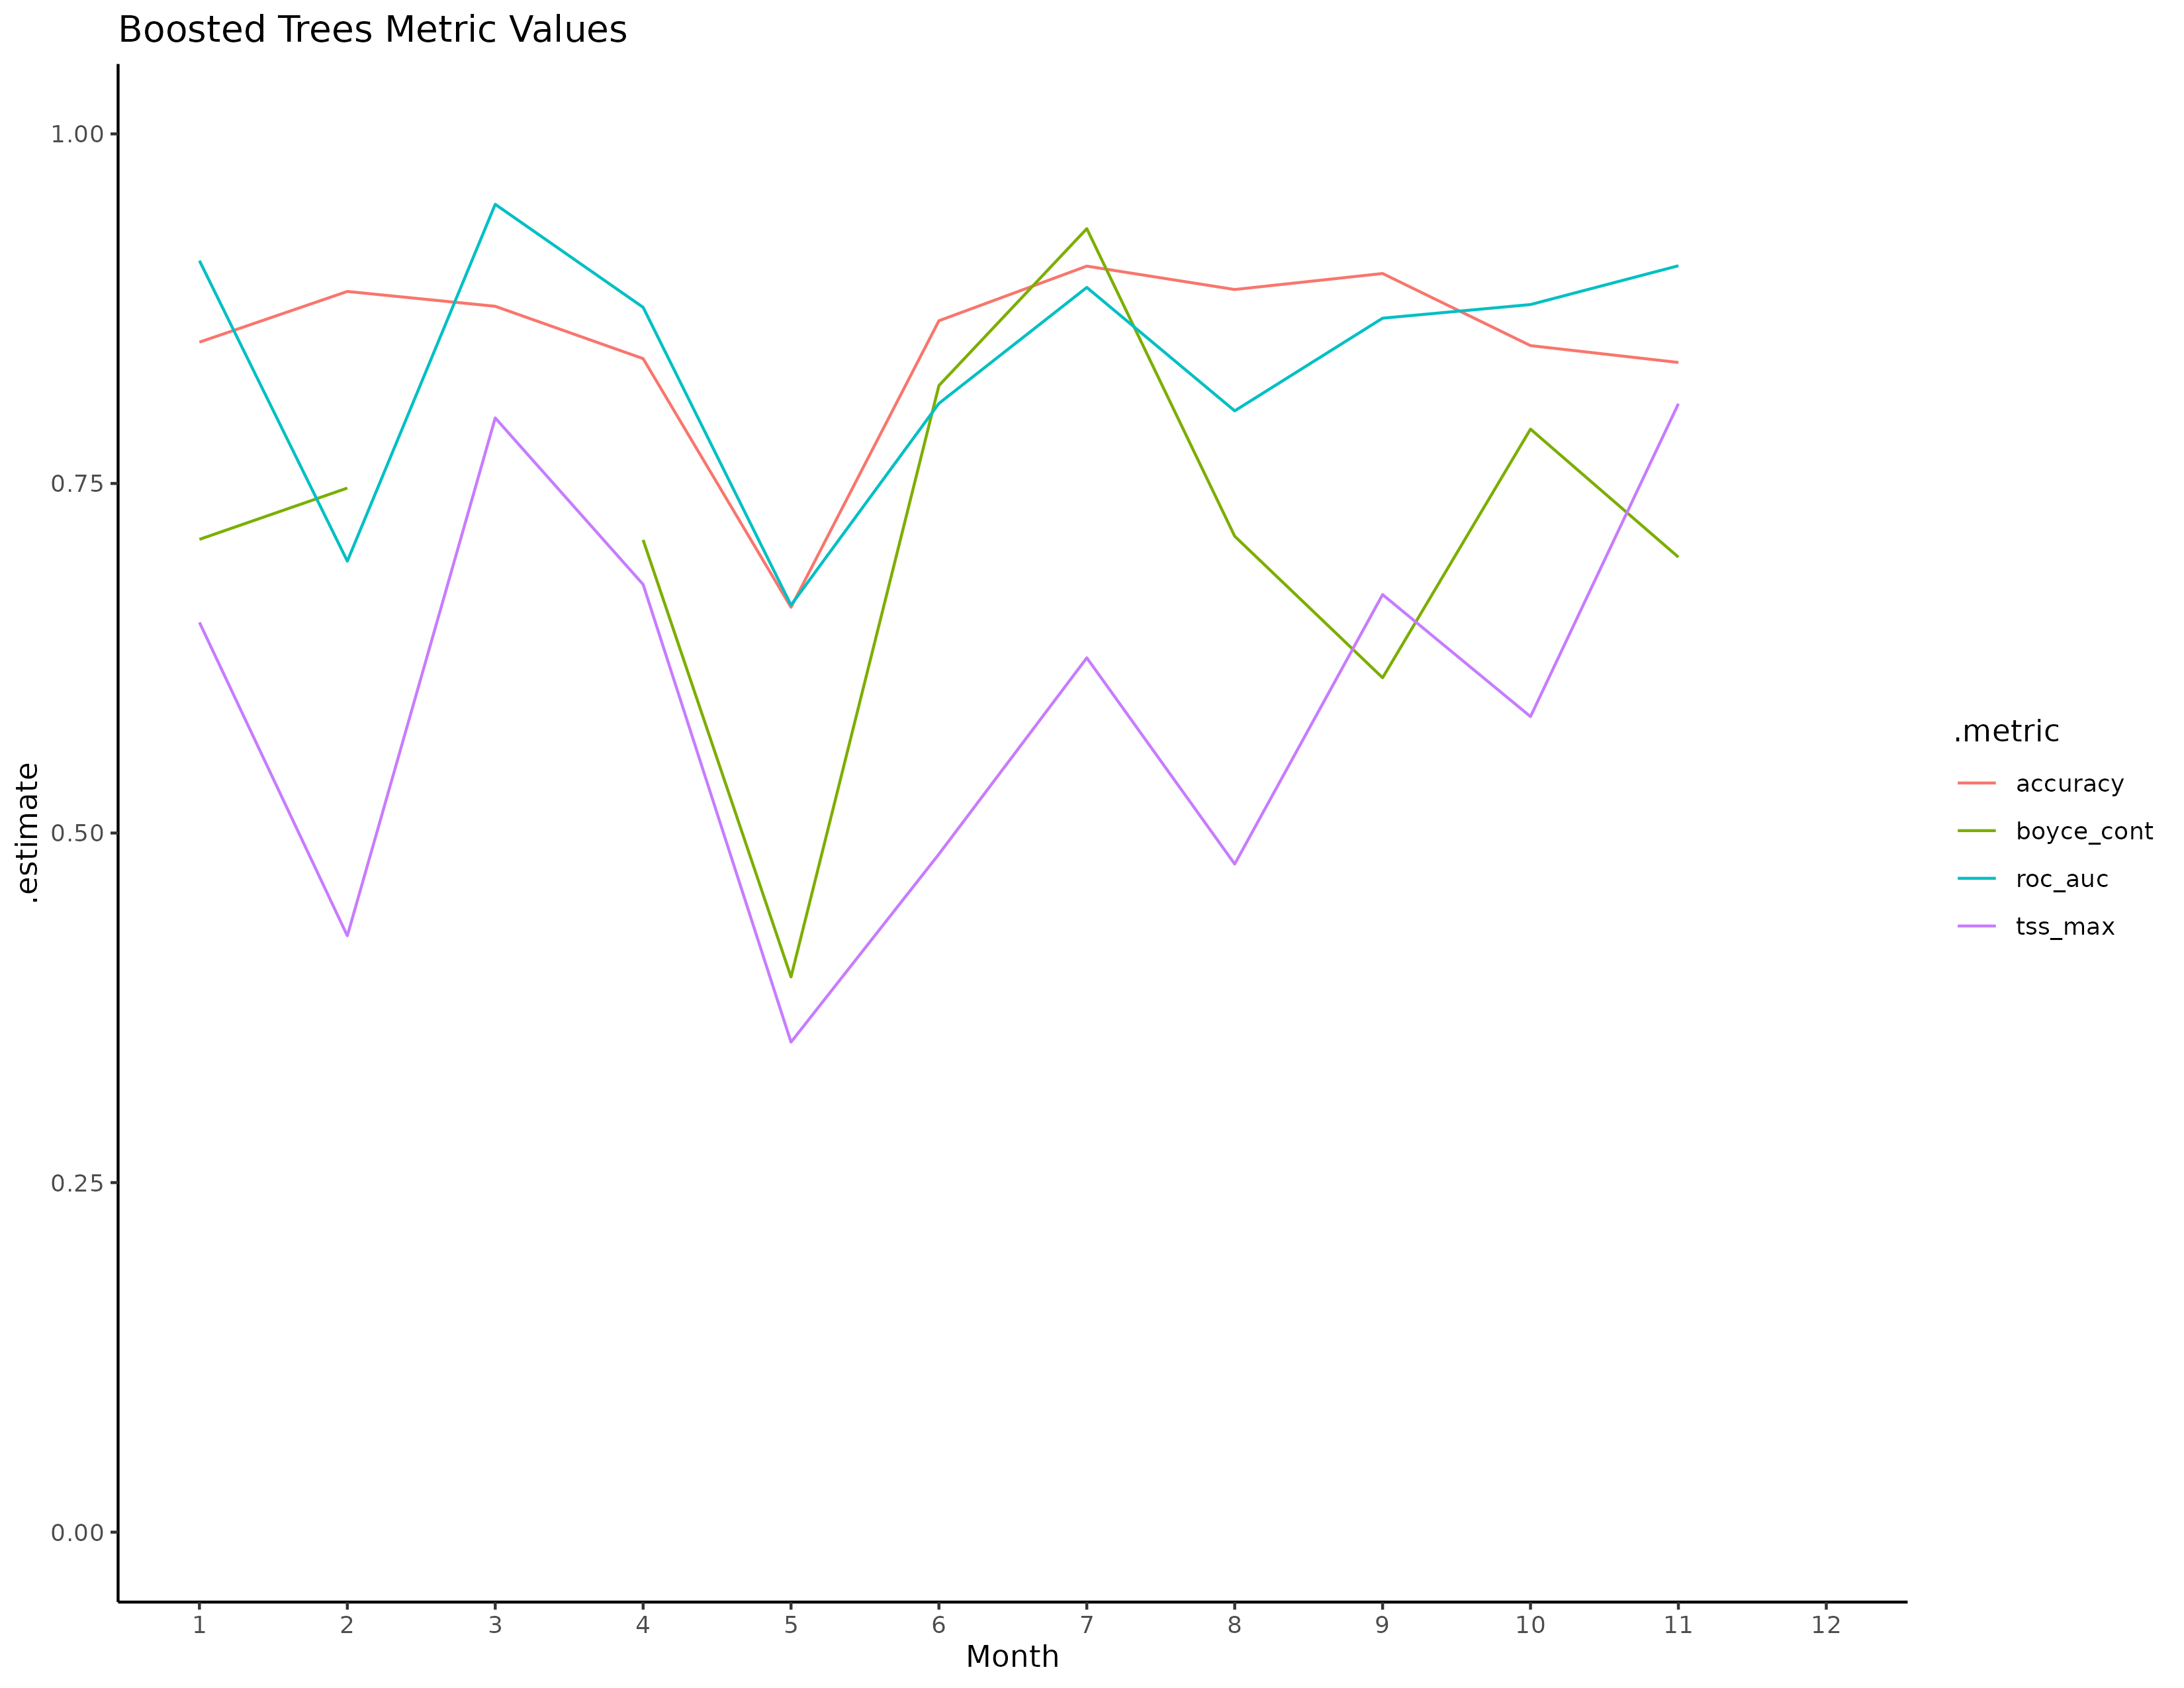 Boosted Trees Metric Values
1.00
0.75
0.50
0.25
0.00
.estimate
1 2 3 4 5 6 7 8 9 10 11 12
Month
.metric
accuracy
boyce_cont
roc_auc
tss_max